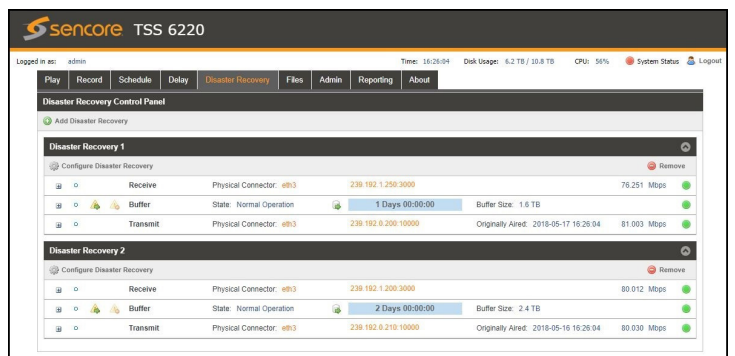 sencore TSS 6220
Logged in as: admin Time: 16:26:04 Disk Usage: 6.2 TB / 10.8 TB CPU: 56% System Status Logout
Play Record Schedule Delay Disaster Recovery Files Admin Reporting About
Disaster Recovery Control Panel
Add Disaster Recovery
Disaster Recovery 1
Configure Disaster Recovery Remove
Receive Physical Connector: eth3 239.192.1.250:3000 76.251 Mbps
Buffer State: Normal Operation 1 Days 00:00:00 Buffer Size: 1.6 TB
Transmit Physical Connector: eth3 239.192.0.200:10000 Originally Aired: 2018-05-17 16:26:04 81.003 Mbps
Disaster Recovery 2
Configure Disaster Recovery Remove
Receive Physical Connector: eth3 239.192.1.200:3000 80.012 Mbps
Buffer State: Normal Operation 2 Days 00:00:00 Buffer Size: 2.4 TB
Transmit Physical Connector: eth3 239.192.0.210:10000 Originally Aired: 2018-05-16 16:26:04 80.030 Mbps